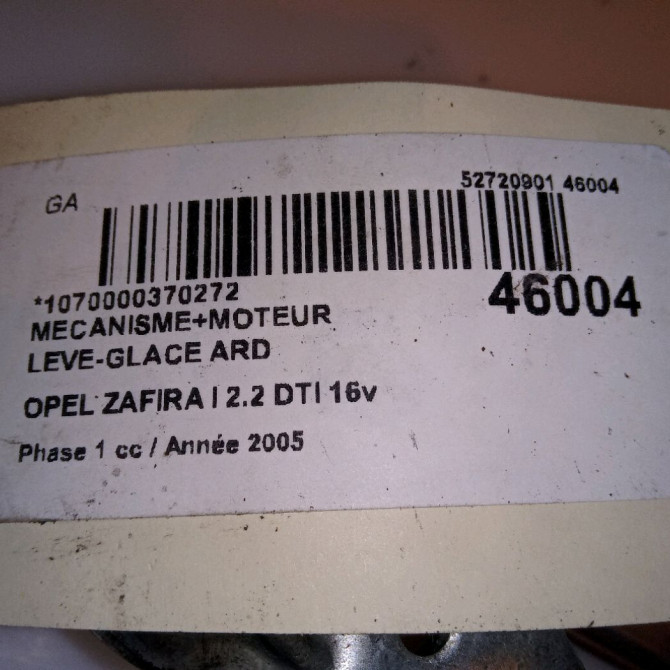 GA
52720901 46004
*1070000370272
46004
MECANISME+MOTEUR
LEVE-GLACE ARD
OPEL ZAFIRA I 2.2 DTI 16v
Phase 1 cc / Année 2005